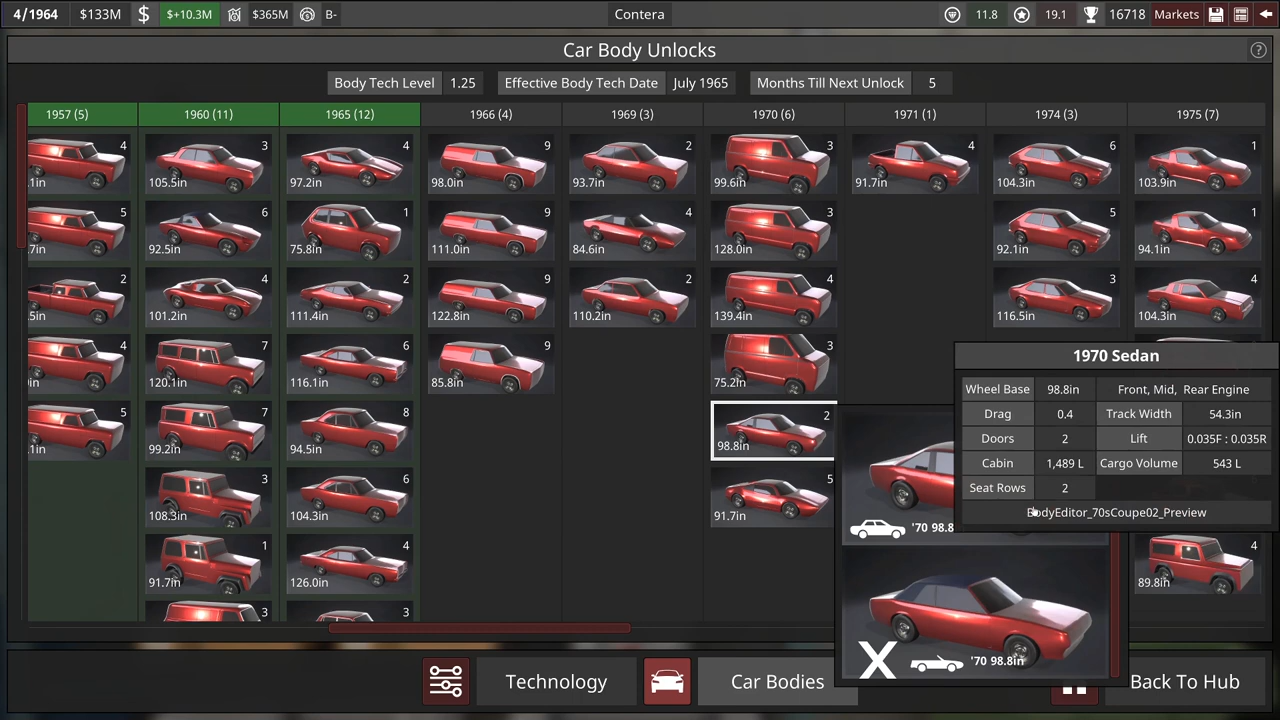 4/1964 $133M $ $+10.3M $365M B- Contera 11.8 19.1 16718 Markets
Car Body Unlocks ?
Body Tech Level 1.25 Effective Body Tech Date July 1965 Months Till Next Unlock 5
1957 (5) 1960 (11) 1965 (12) 1966 (4) 1969 (3) 1970 (6) 1971 (1) 1974 (3) 1975 (7)
4 3 4 9 2 3 4 6 1
.1in 105.5in 97.2in 98.0in 93.7in 99.6in 91.7in 104.3in 103.9in
5 6 1 9 4 3 5 1
.7in 92.5in 75.8in 111.0in 84.6in 128.0in 92.1in 94.1in
2 4 2 9 2 4 3 4
.5in 101.2in 111.4in 122.8in 110.2in 139.4in 116.5in 104.3in
4 7 6 9 3
in 120.1in 116.1in 85.8in 75.2in
5 7 8 2
.1in 99.2in 94.5in 98.8in
3 6 5
108.3in 104.3in 91.7in
1 4 4
91.7in 126.0in 89.8in
3 3
1970 Sedan
Wheel Base 98.8in Front, Mid, Rear Engine
Drag 0.4 Track Width 54.3in
Doors 2 Lift 0.035F : 0.035R
Cabin 1,489 L Cargo Volume 543 L
Seat Rows 2
BodyEditor_70sCoupe02_Preview
'70 98.8
X '70 98.8in
Technology Car Bodies Back To Hub